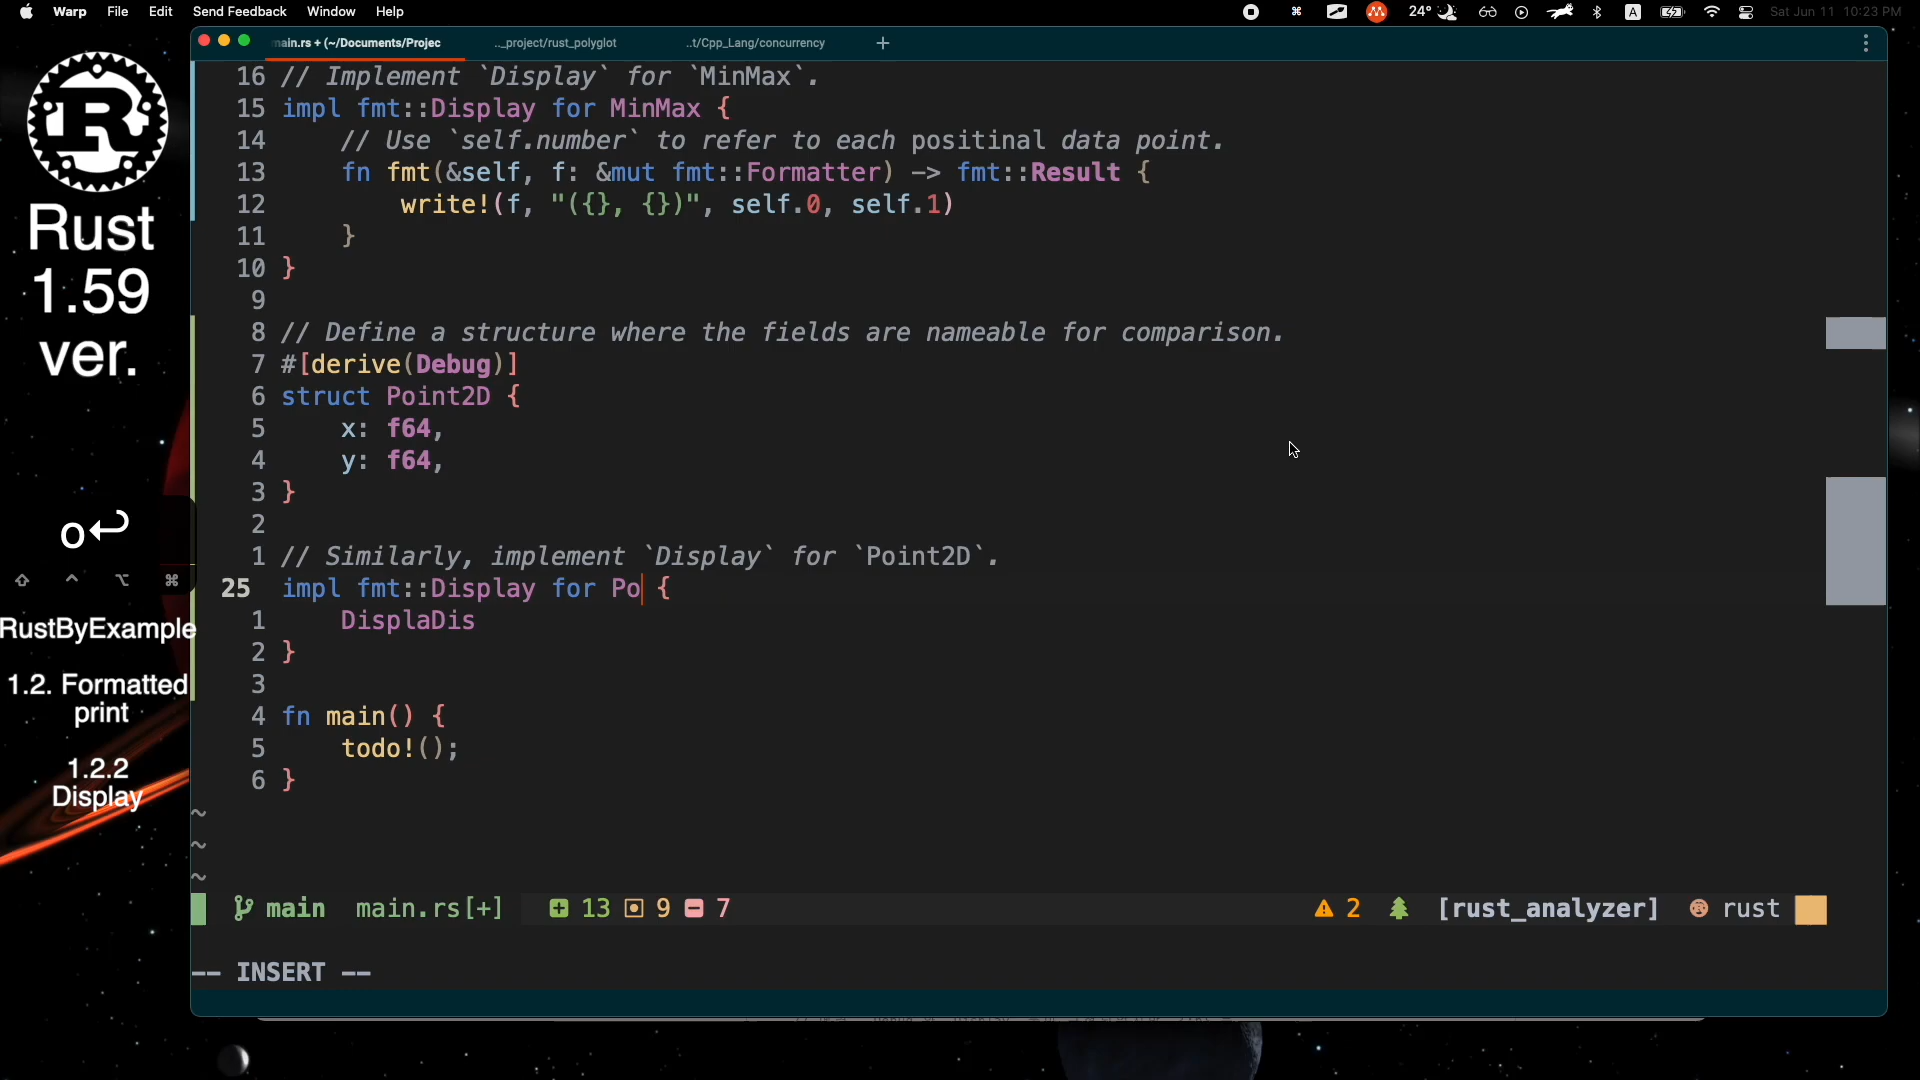 Warp File Edit Send Feedback Window Help 24° A Sat Jun 11 10:23 PM
main.rs + (~/Documents/Projec .._project/rust_polyglot ..t/Cpp_Lang/concurrency +
16 // Implement `Display` for `MinMax`.
15 impl fmt::Display for MinMax {
14 // Use `self.number` to refer to each positinal data point.
13 fn fmt(&self, f: &mut fmt::Formatter) -> fmt::Result {
12 write!(f, "({}, {})", self.0, self.1)
11 }
10 }
9
8 // Define a structure where the fields are nameable for comparison.
7 #[derive(Debug)]
6 struct Point2D {
5 x: f64,
4 y: f64,
3 }
2
1 // Similarly, implement `Display` for `Point2D`.
25 impl fmt::Display for Po {
1 DisplaDis
2 }
3
4 fn main() {
5 todo!();
6 }
~
~
~
main main.rs[+] 13 9 7 2 [rust_analyzer] rust
-- INSERT --
R
Rust
1.59
ver.
o↩
⇧ ^ ⌥ ⌘
RustByExample
1.2. Formatted
print
1.2.2
Display